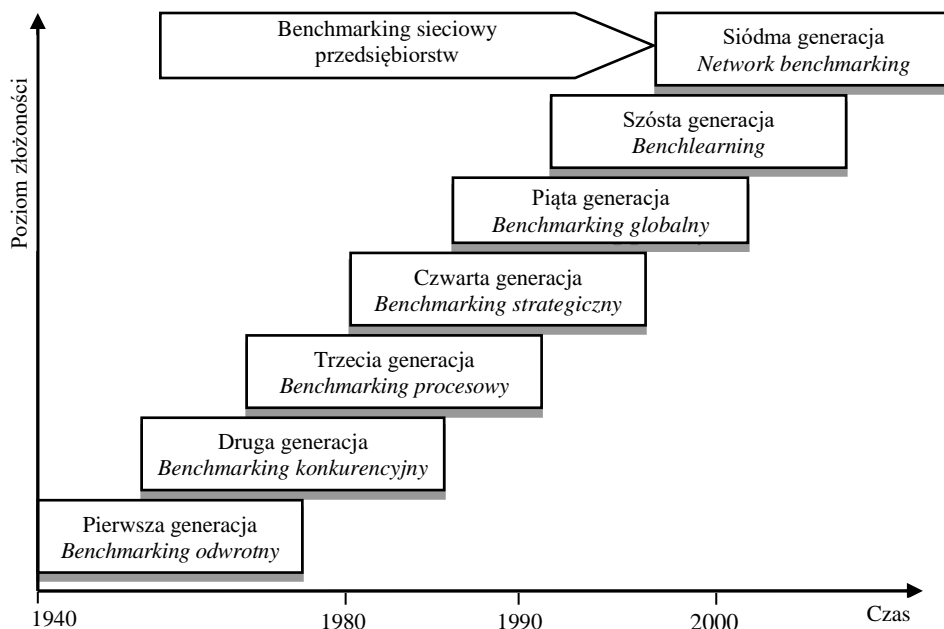 Benchmarking sieciowy
przedsiębiorstw
Siódma generacja
Network benchmarking
Szósta generacja
Benchlearning
Piąta generacja
Benchmarking globalny
Czwarta generacja
Benchmarking strategiczny
Trzecia generacja
Benchmarking procesowy
Druga generacja
Benchmarking konkurencyjny
Pierwsza generacja
Benchmarking odwrotny
Poziom złożoności
1940
1980
1990
2000
Czas